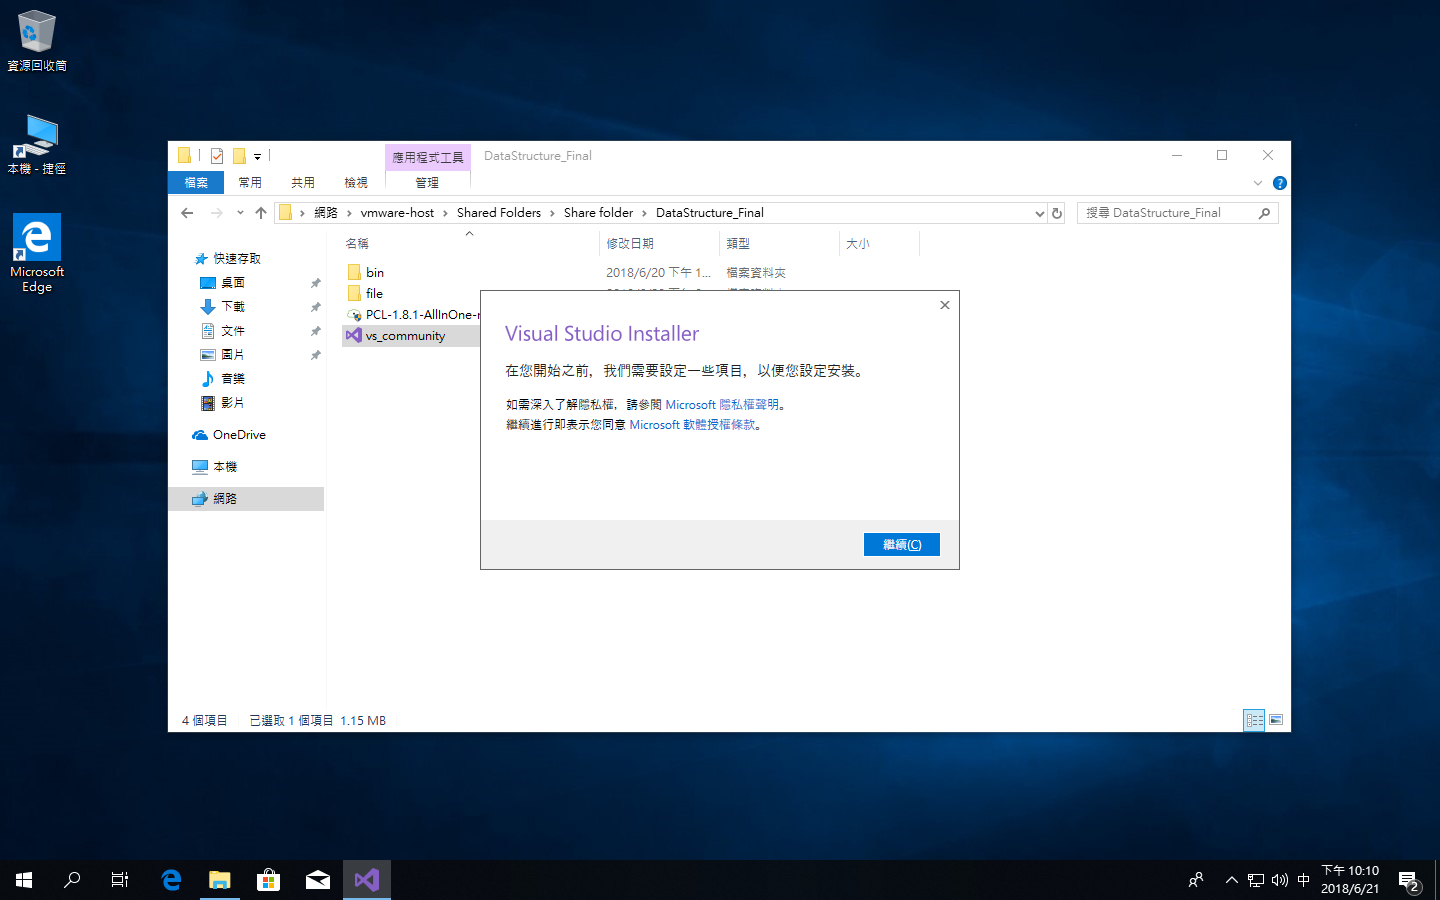 資源回收筒
本機 - 捷徑
Microsoft
Edge
應用程式工具
DataStructure_Final
檔案
常用
共用
檢視
管理
網路 › vmware-host › Shared Folders › Share folder › DataStructure_Final
搜尋 DataStructure_Final
快速存取
桌面
下載
文件
圖片
音樂
影片
OneDrive
本機
網路
名稱
修改日期
類型
大小
bin
2018/6/20 下午 1...
檔案資料夾
file
PCL-1.8.1-AllInOne-
vs_community
Visual Studio Installer
在您開始之前，我們需要設定一些項目，以便您設定安裝。
如需深入了解隱私權，請參閱 Microsoft 隱私權聲明。
繼續進行即表示您同意 Microsoft 軟體授權條款。
繼續(C)
4 個項目
已選取 1 個項目 1.15 MB
中
下午 10:10
2018/6/21
2